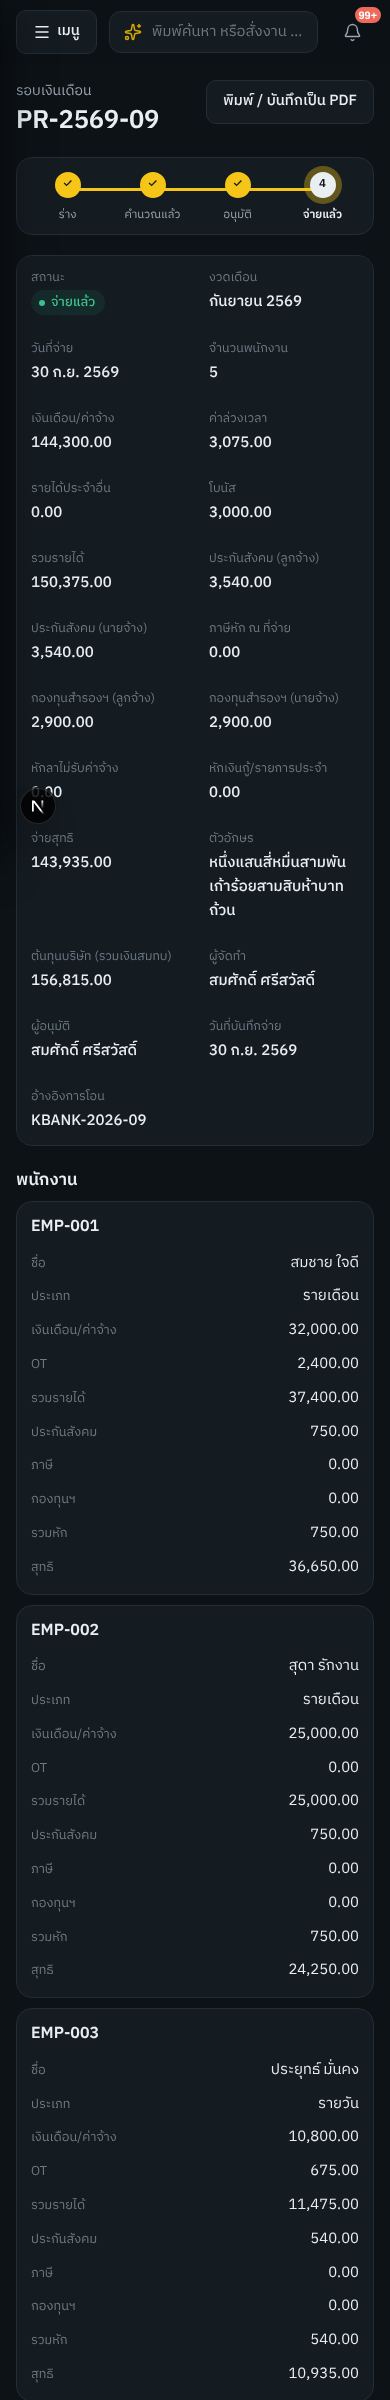 เมนู
พิมพ์ค้นหา หรือสั่งงาน ...
99+
รอบเงินเดือน
PR-2569-09
พิมพ์ / บันทึกเป็น PDF
4
ร่าง คำนวณแล้ว อนุมัติ จ่ายแล้ว
สถานะ งวดเดือน
จ่ายแล้ว กันยายน 2569
วันที่จ่าย จำนวนพนักงาน
30 ก.ย. 2569 5
เงินเดือน/ค่าจ้าง ค่าล่วงเวลา
144,300.00 3,075.00
รายได้ประจำอื่น โบนัส
0.00 3,000.00
รวมรายได้ ประกันสังคม (ลูกจ้าง)
150,375.00 3,540.00
ประกันสังคม (นายจ้าง) ภาษีหัก ณ ที่จ่าย
3,540.00 0.00
กองทุนสำรองฯ (ลูกจ้าง) กองทุนสำรองฯ (นายจ้าง)
2,900.00 2,900.00
หักลาไม่รับค่าจ้าง หักเงินกู้/รายการประจำ
0.00 0.00
N
จ่ายสุทธิ ตัวอักษร
143,935.00 หนึ่งแสนสี่หมื่นสามพัน
เก้าร้อยสามสิบห้าบาท
ถ้วน
ต้นทุนบริษัท (รวมเงินสมทบ) ผู้จัดทำ
156,815.00 สมศักดิ์ ศรีสวัสดิ์
ผู้อนุมัติ วันที่บันทึกจ่าย
สมศักดิ์ ศรีสวัสดิ์ 30 ก.ย. 2569
อ้างอิงการโอน
KBANK-2026-09
พนักงาน
EMP-001
ชื่อ สมชาย ใจดี
ประเภท รายเดือน
เงินเดือน/ค่าจ้าง 32,000.00
OT 2,400.00
รวมรายได้ 37,400.00
ประกันสังคม 750.00
ภาษี 0.00
กองทุนฯ 0.00
รวมหัก 750.00
สุทธิ 36,650.00
EMP-002
ชื่อ สุดา รักงาน
ประเภท รายเดือน
เงินเดือน/ค่าจ้าง 25,000.00
OT 0.00
รวมรายได้ 25,000.00
ประกันสังคม 750.00
ภาษี 0.00
กองทุนฯ 0.00
รวมหัก 750.00
สุทธิ 24,250.00
EMP-003
ชื่อ ประยุทธ์ มั่นคง
ประเภท รายวัน
เงินเดือน/ค่าจ้าง 10,800.00
OT 675.00
รวมรายได้ 11,475.00
ประกันสังคม 540.00
ภาษี 0.00
กองทุนฯ 0.00
รวมหัก 540.00
สุทธิ 10,935.00